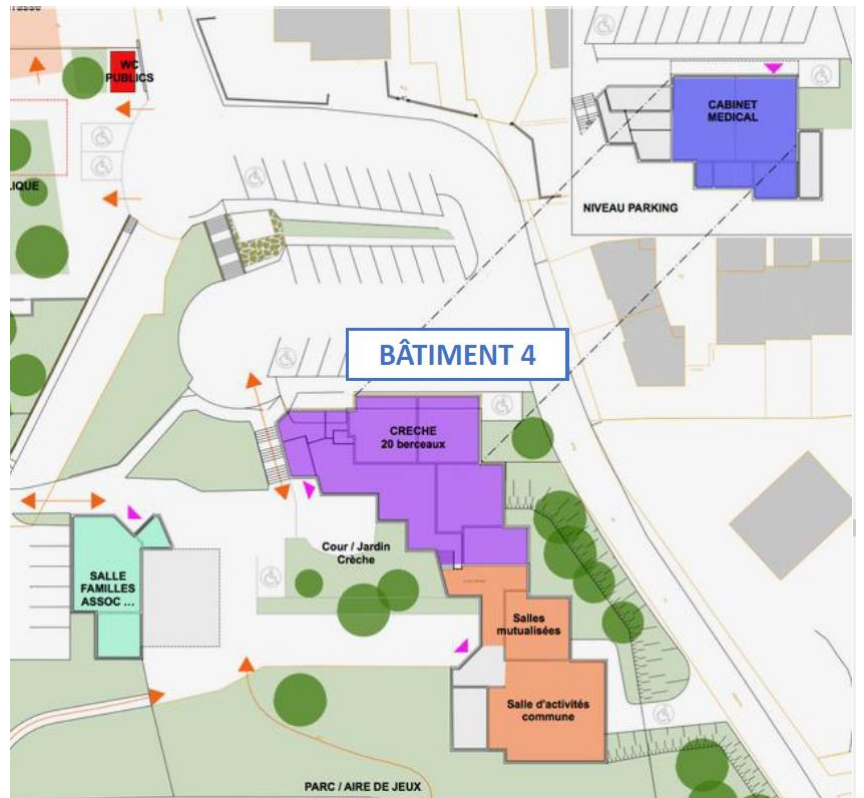 WC
PUBLICS
CABINET
MEDICAL
LIQUE
NIVEAU PARKING
BÂTIMENT 4
CRECHE
20 berceaux
Cour / Jardin
Crèche
SALLE
FAMILLES
ASSOC ...
Salles
mutualisées
Salle d'activités
commune
PARC / AIRE DE JEUX